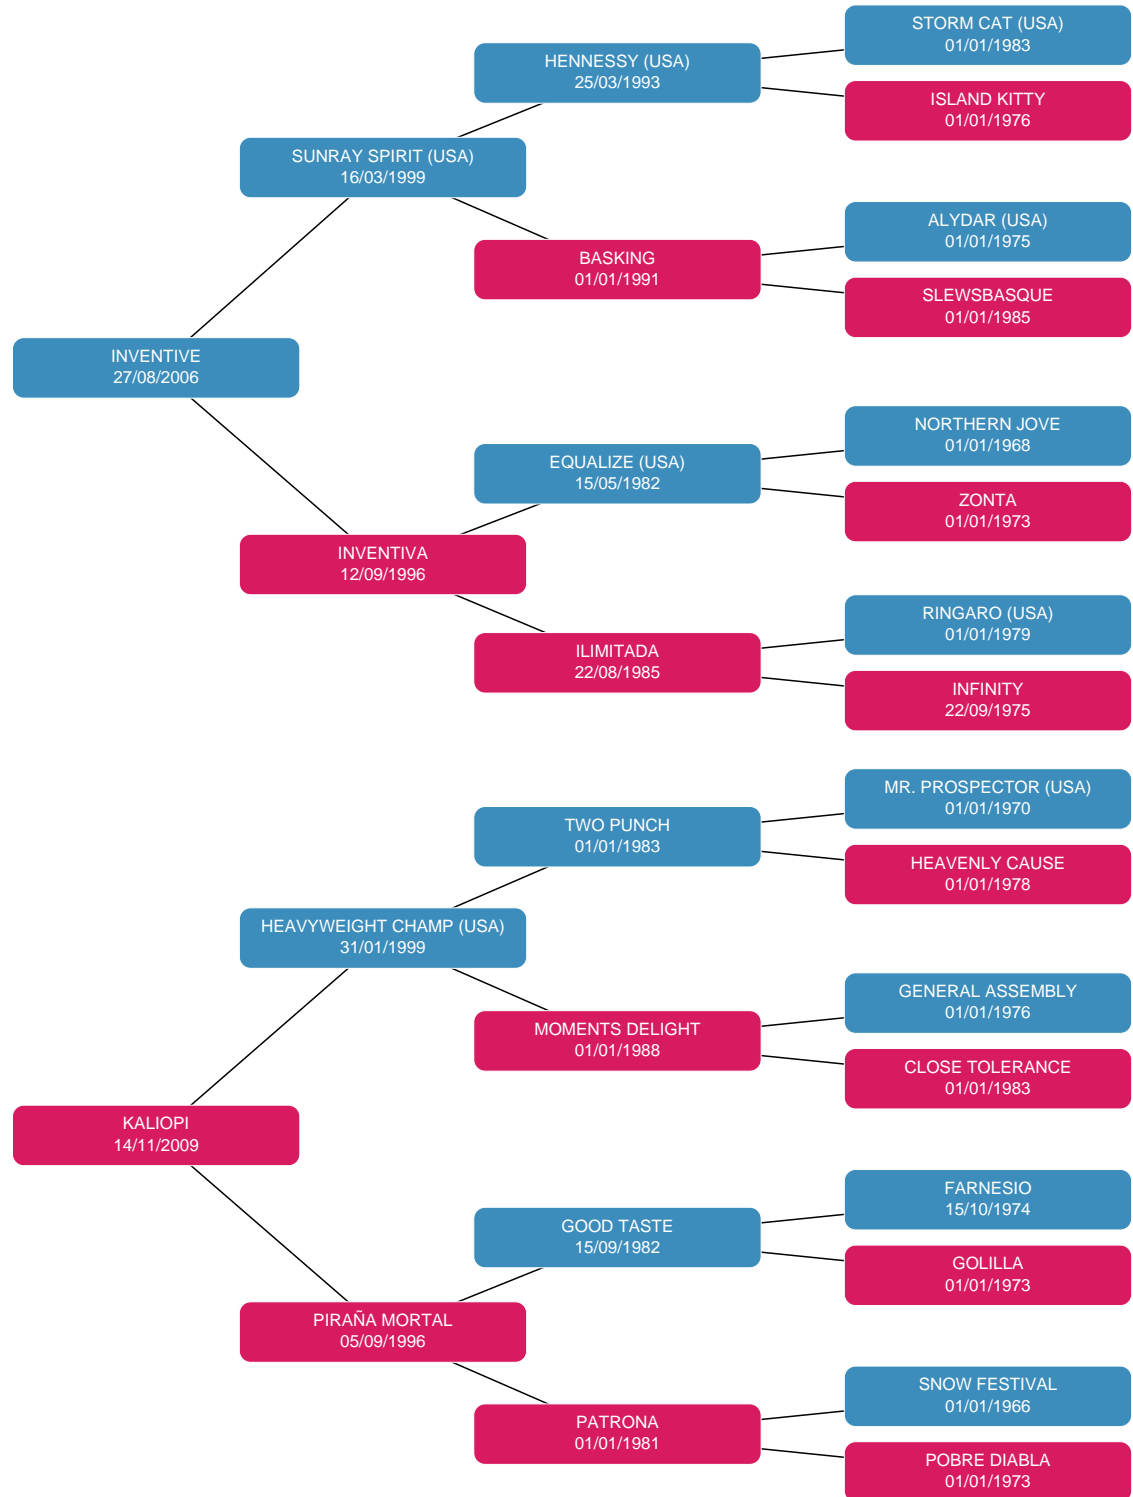 STORM CAT (USA)
01/01/1983
HENNESSY (USA)
25/03/1993
ISLAND KITTY
01/01/1976
SUNRAY SPIRIT (USA)
16/03/1999
ALYDAR (USA)
01/01/1975
BASKING
01/01/1991
SLEWSBASQUE
01/01/1985
INVENTIVE
27/08/2006
NORTHERN JOVE
01/01/1968
EQUALIZE (USA)
15/05/1982
ZONTA
01/01/1973
INVENTIVA
12/09/1996
RINGARO (USA)
01/01/1979
ILIMITADA
22/08/1985
INFINITY
22/09/1975
MR. PROSPECTOR (USA)
01/01/1970
TWO PUNCH
01/01/1983
HEAVENLY CAUSE
01/01/1978
HEAVYWEIGHT CHAMP (USA)
31/01/1999
GENERAL ASSEMBLY
01/01/1976
MOMENTS DELIGHT
01/01/1988
CLOSE TOLERANCE
01/01/1983
KALIOPI
14/11/2009
FARNESIO
15/10/1974
GOOD TASTE
15/09/1982
GOLILLA
01/01/1973
PIRAÑA MORTAL
05/09/1996
SNOW FESTIVAL
01/01/1966
PATRONA
01/01/1981
POBRE DIABLA
01/01/1973